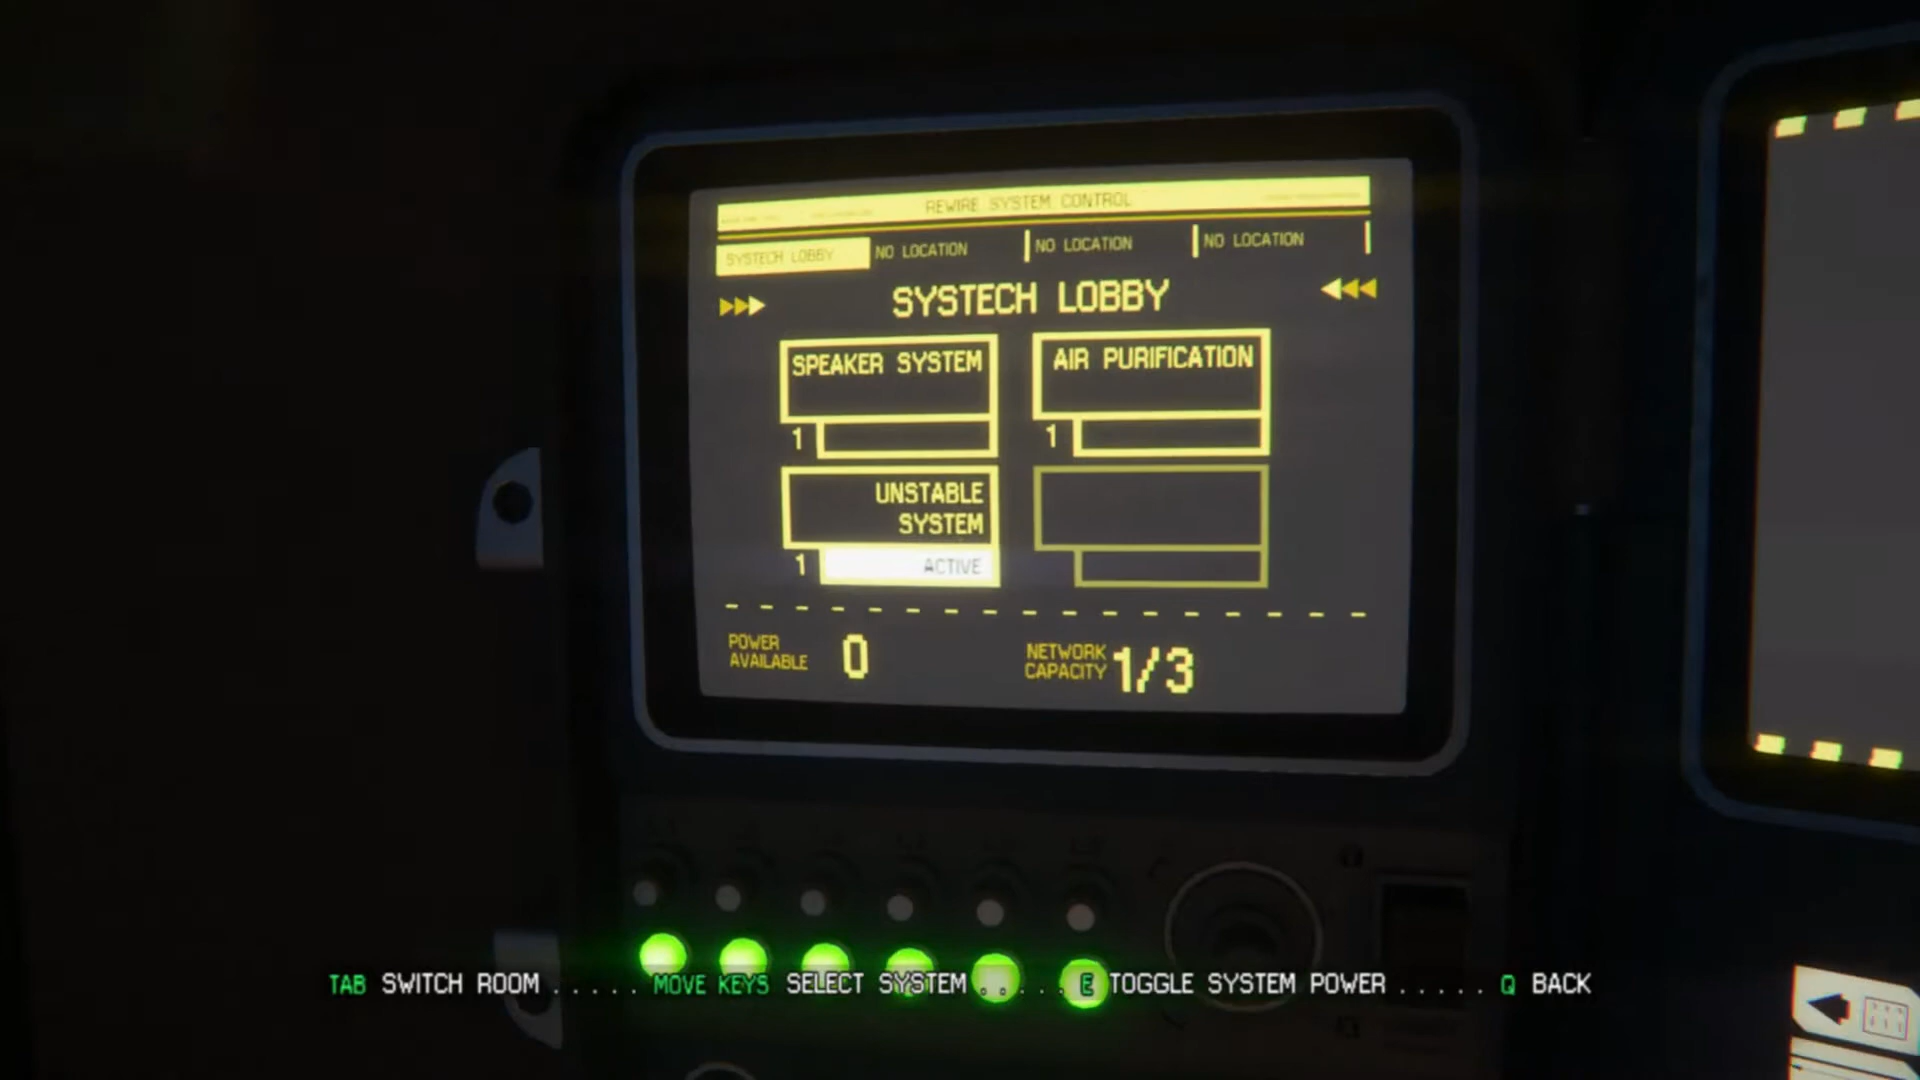 REWIRE SYSTEM CONTROL
SYSTECH LOBBY NO LOCATION NO LOCATION NO LOCATION
SYSTECH LOBBY
SPEAKER SYSTEM AIR PURIFICATION
1 1
UNSTABLE
SYSTEM
1 ACTIVE
POWER
AVAILABLE 0
NETWORK
CAPACITY 1/3
TAB SWITCH ROOM ..... MOVE KEYS SELECT SYSTEM ..... E TOGGLE SYSTEM POWER ..... Q BACK